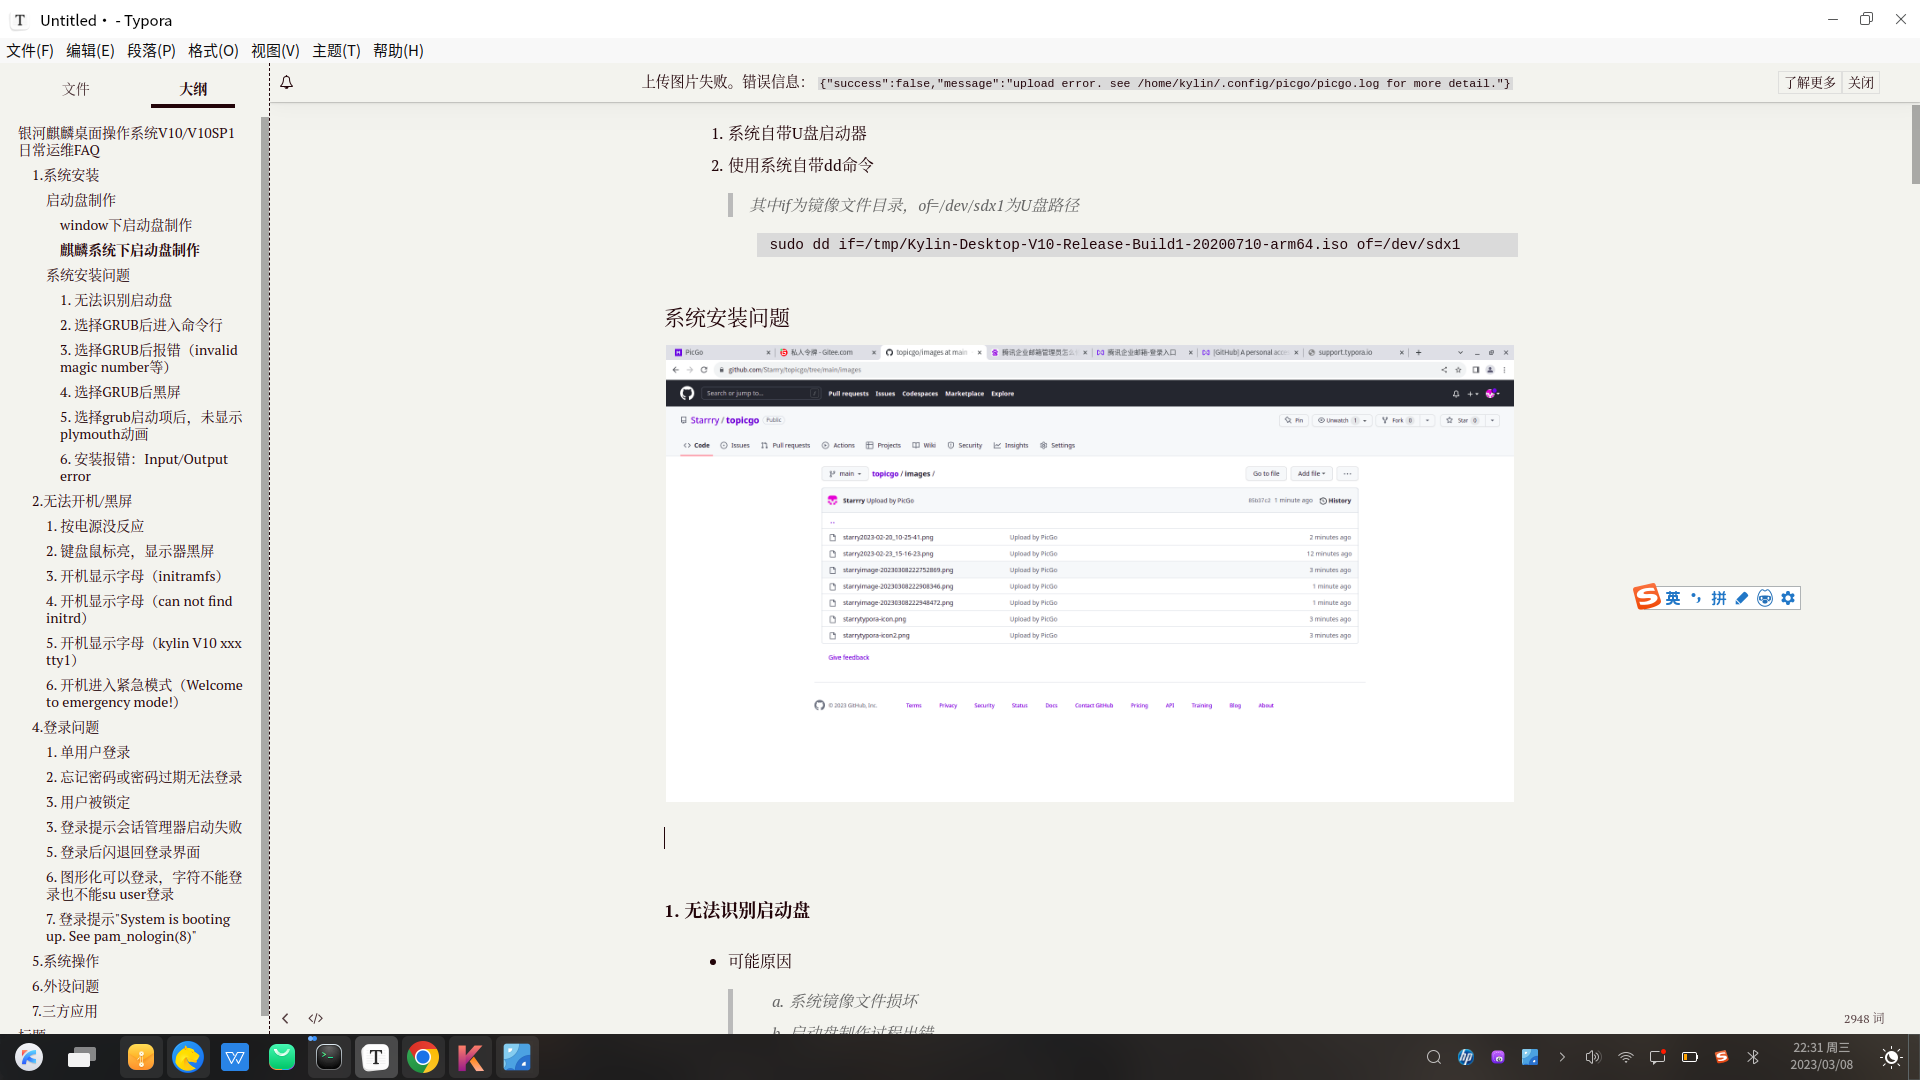 T Untitled• - Typora
文件(F) 编辑(E) 段落(P) 格式(O) 视图(V) 主题(T) 帮助(H)
文件 大纲
上传图片失败。错误信息： {"success":false,"message":"upload error. see /home/kylin/.config/picgo/picgo.log for more detail."}
了解更多 关闭
银河麒麟桌面操作系统V10/V10SP1
日常运维FAQ
1.系统安装
启动盘制作
window下启动盘制作
麒麟系统下启动盘制作
系统安装问题
1. 无法识别启动盘
2. 选择GRUB后进入命令行
3. 选择GRUB后报错（invalid
magic number等）
4. 选择GRUB后黑屏
5. 选择grub启动项后，未显示
plymouth动画
6. 安装报错：Input/Output
error
2.无法开机/黑屏
1. 按电源没反应
2. 键盘鼠标亮，显示器黑屏
3. 开机显示字母（initramfs）
4. 开机显示字母（can not find
initrd）
5. 开机显示字母（kylin V10 xxx
tty1）
6. 开机进入紧急模式（Welcome
to emergency mode!）
4.登录问题
1. 单用户登录
2. 忘记密码或密码过期无法登录
3. 用户被锁定
3. 登录提示会话管理器启动失败
5. 登录后闪退回登录界面
6. 图形化可以登录，字符不能登
录也不能su user登录
7. 登录提示"System is booting
up. See pam_nologin(8)"
5.系统操作
6.外设问题
7.三方应用
1. 系统自带U盘启动器
2. 使用系统自带dd命令
其中if为镜像文件目录，of=/dev/sdx1为U盘路径
sudo dd if=/tmp/Kylin-Desktop-V10-Release-Build1-20200710-arm64.iso of=/dev/sdx1
系统安装问题
PicGo 私人令牌 - Gitee.com topicgo/images at main 腾讯企业邮箱管理员怎么 腾讯企业邮箱-登录入口 [GitHub] A personal acce support.typora.io
github.com/Starrry/topicgo/tree/main/images
Search or jump to... / Pull requests Issues Codespaces Marketplace Explore
Starrry / topicgo Public Pin Unwatch 1 Fork 0 Star 0
Code Issues Pull requests Actions Projects Wiki Security Insights Settings
main topicgo / images / Go to file Add file ...
Starrry Upload by PicGo 1 minute ago History
..
starry2023-02-20_10-25-41.png Upload by PicGo 2 minutes ago
starry2023-02-23_15-16-23.png Upload by PicGo 12 minutes ago
starryimage-20230308222752869.png Upload by PicGo 3 minutes ago
starryimage-20230308222908346.png Upload by PicGo 1 minute ago
starryimage-20230308222948472.png Upload by PicGo 1 minute ago
starrytypora-icon.png Upload by PicGo 3 minutes ago
starrytypora-icon2.png Upload by PicGo 3 minutes ago
Give feedback
© 2023 GitHub, Inc. Terms Privacy Security Status Docs Contact GitHub Pricing API Training Blog About
1. 无法识别启动盘
• 可能原因
a. 系统镜像文件损坏
b. 启动盘制作过程出错
S 英 拼
2948 词
22:31 周三
2023/03/08